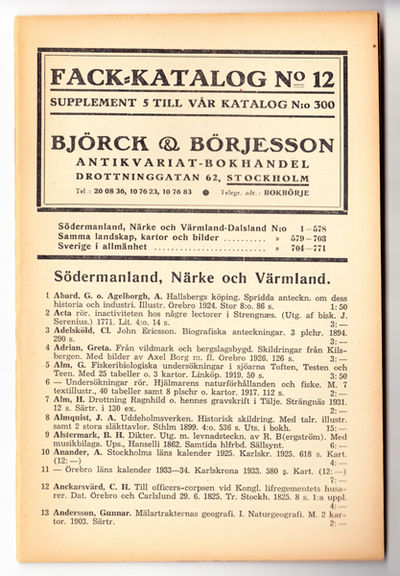 FACK-KATALOG No 12
SUPPLEMENT 5 TILL VÅR KATALOG N:o 300
BJÖRCK & BÖRJESSON
ANTIKVARIAT-BOKHANDEL
DROTTNINGGATAN 62, STOCKHOLM
Tel.: 20 08 36, 10 76 23, 10 76 83 ● Telegr. adr.: BOKBÖRJE
Södermanland, Närke och Värmland-Dalsland N:o 1—578
Samma landskap, kartor och bilder .......... » 579—703
Sverige i allmänhet .................... » 704—771
Södermanland, Närke och Värmland.
1 Abard, G. o. Agelborgh, A. Hallsbergs köping. Spridda anteckn. om dess
historia och industri. Illustr. Örebro 1924. Stor 8:o. 86 s. 1: 50
2 Acta rör. inactiviteten hos någre lectorer i Strengnæs. (Utg. af bisk. J.
Serenius.) 1771. Lit. 4:o. 14 s. 3: —
3 Adelsköld, Cl. John Ericsson. Biografiska anteckningar. 3 plchr. 1894.
290 s. 3: —
4 Adrian, Greta. Från vildmark och bergslagsbygd. Skildringar från Kils-
bergen. Med bilder av Axel Borg m. fl. Örebro 1926. 126 s. 3: —
5 Alm, G. Fiskeribiologiska undersökningar i sjöarna Toften, Testen och
Teen. Med 25 tabeller o. 3 kartor. Linköp. 1919. 50 s. 3: 50
6 — Undersökningar rör. Hjälmarens naturförhållanden och fiske. M. 7
textillustr., 40 tabeller samt 8 plschr o. kartor. 1917. 112 s. 2: —
7 Alm, H. Drottning Ragnhild o. hennes gravskrift i Tälje. Strängnäs 1931.
12 s. Särtr. i 130 ex. 2: —
8 Almquist, J. A. Uddeholmsverken. Historisk skildring. Med talr. illustr.
samt 2 stora släkttavlor. Sthlm 1899. 4:o. 536 s. Uts. i bokh. 15: —
9 Alstermark, B. H. Dikter. Utg. m. levnadsteckn. av R. B(ergström). Med
musikbilaga. Ups., Hanselli 1862. Samtida hlfrbd. Sällsynt. 6: —
10 Anander, A. Stockholms läns kalender 1925. Karlskr. 1925. 618 s. Kart.
(12: —) 4: —
11 — Örebro läns kalender 1933—34. Karlskrona 1933. 580 s. Kart. (12: —)
7: —
12 Anckarsvärd, C. H. Till officers-corpsen vid Kongl. lifregementets husa-
rer. Dat. Örebro och Carlslund 29. 6. 1825. Tr. Stockh. 1825. 8 s. 1:a uppl.
4: —
13 Andersson, Gunnar. Mälartrakternas geografi. I. Naturgeografi. M. 2 kar-
tor. 1903. Särtr. 2: —